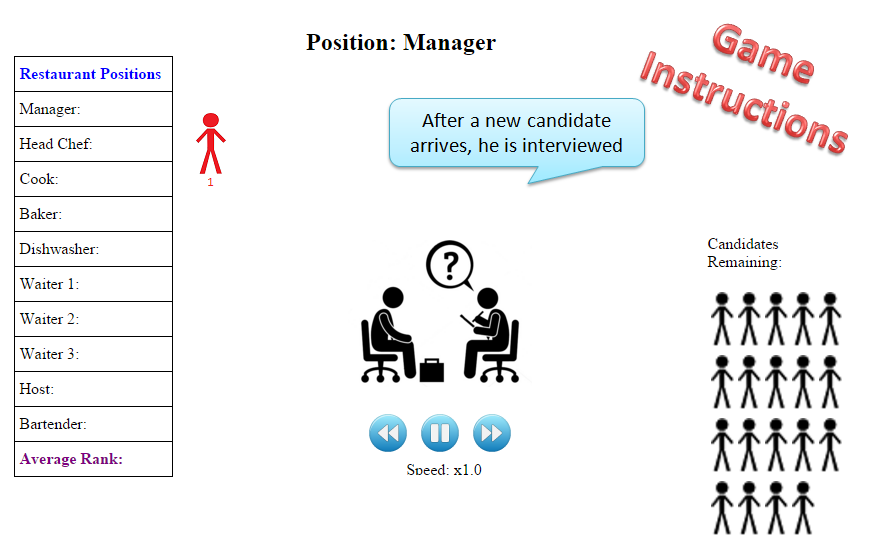 Position: Manager
Game
Instructions
Restaurant Positions
Manager:
Head Chef:
Cook:
Baker:
Dishwasher:
Waiter 1:
Waiter 2:
Waiter 3:
Host:
Bartender:
Average Rank:
1
After a new candidate
arrives, he is interviewed
?
Speed: x1.0
Candidates
Remaining: